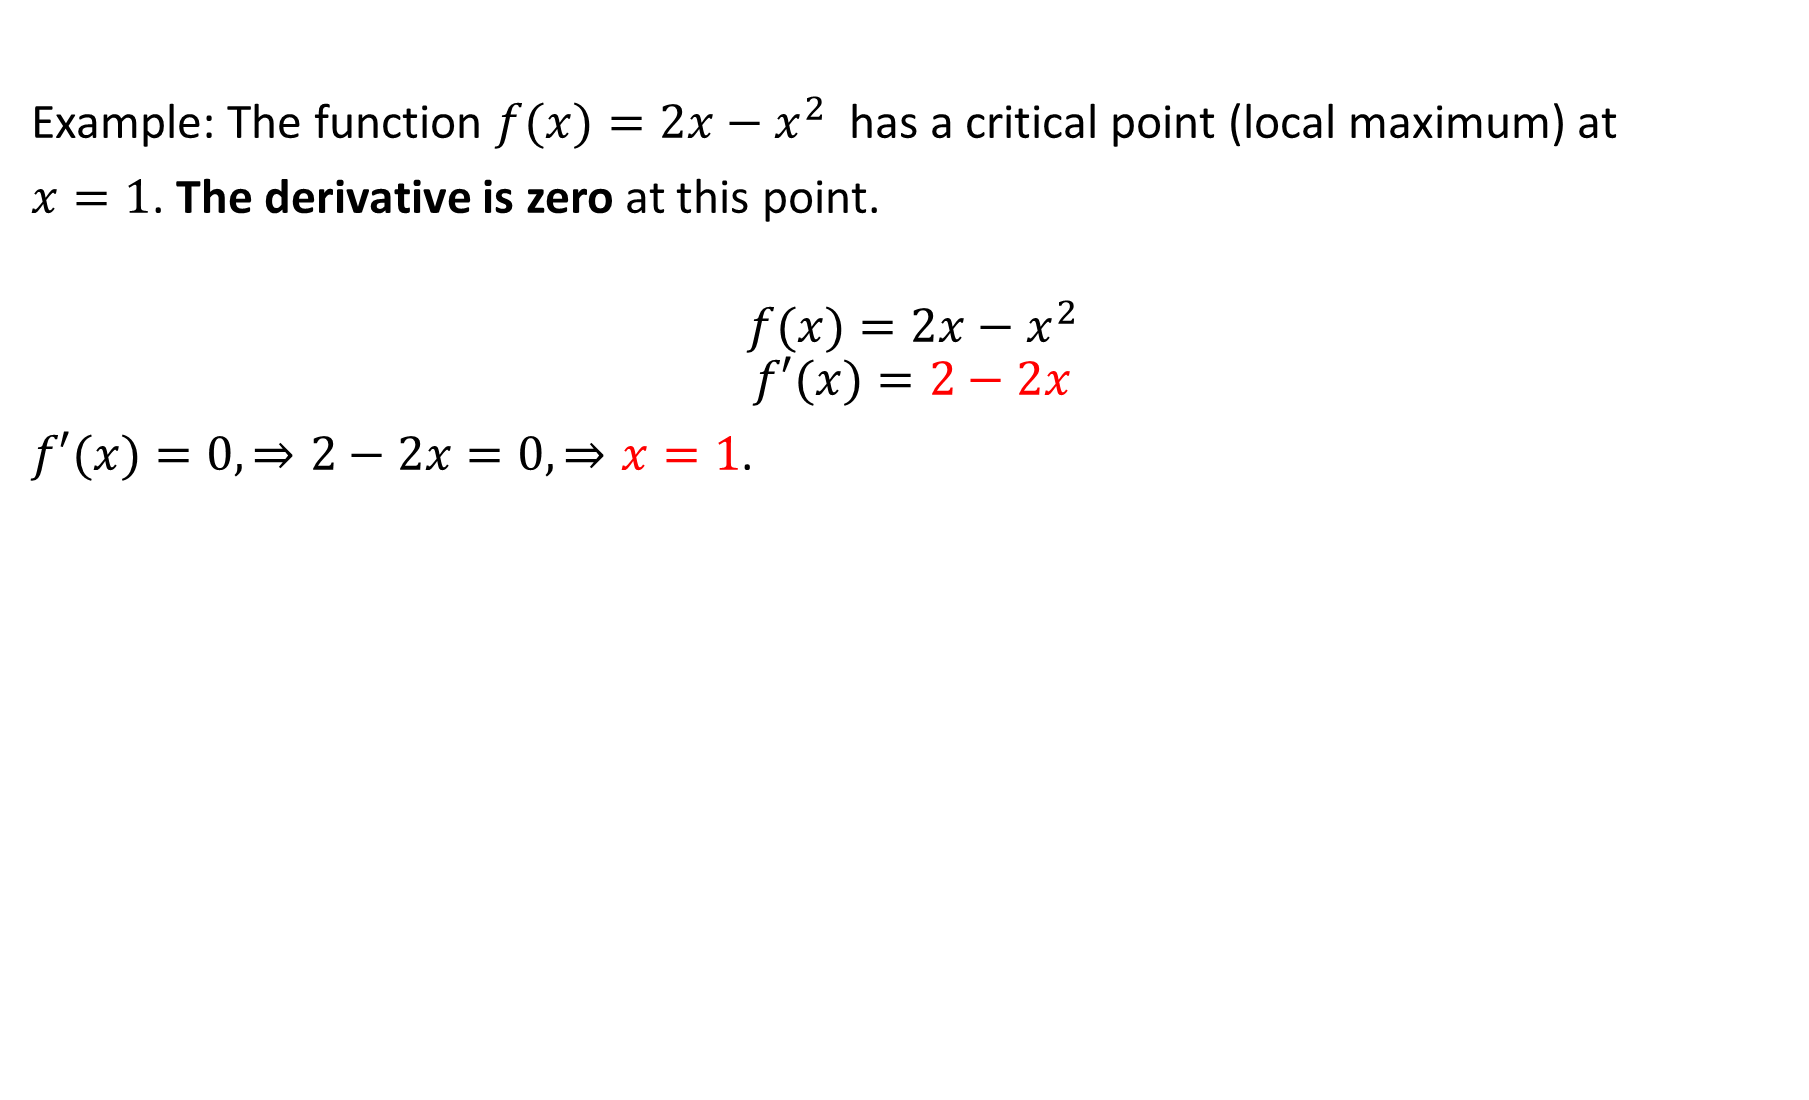 Example: The function f(x) = 2x − x² has a critical point (local maximum) at
x = 1. The derivative is zero at this point.
f(x) = 2x − x²
f′(x) = 2 − 2x
f′(x) = 0,⇒ 2 − 2x = 0,⇒ x = 1.